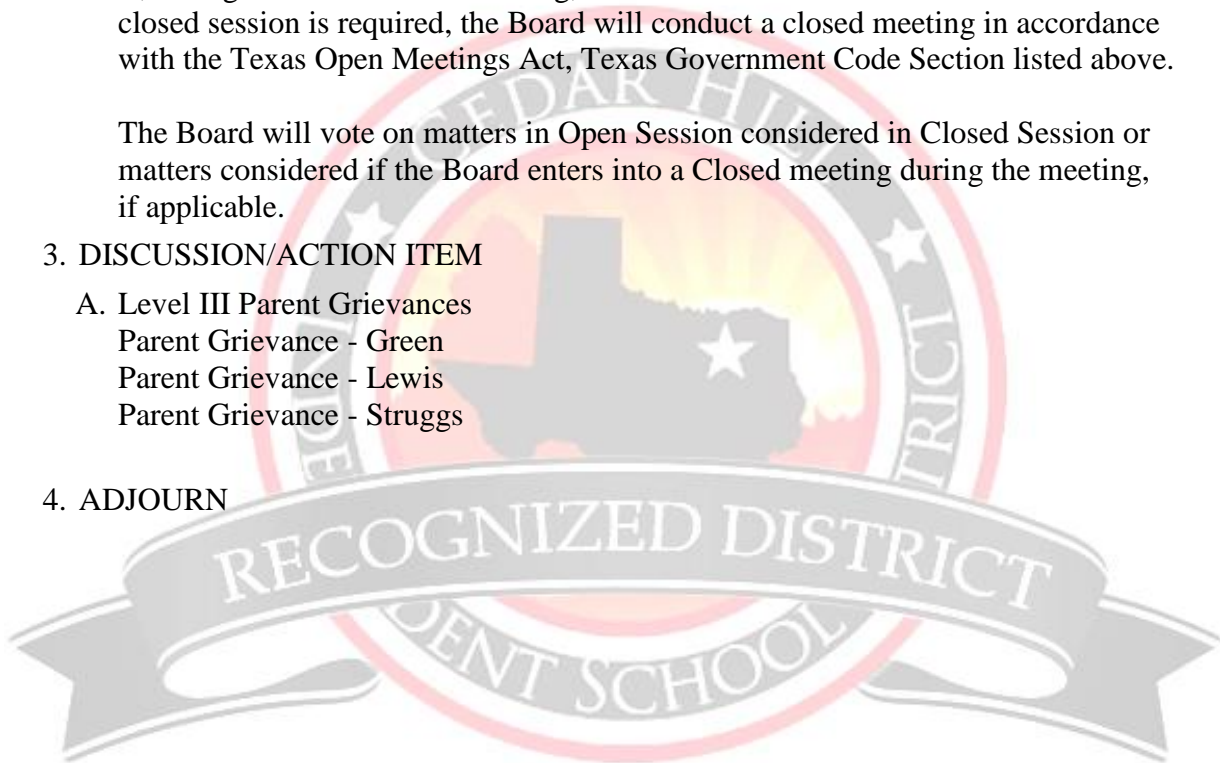 closed session is required, the Board will conduct a closed meeting in accordance
with the Texas Open Meetings Act, Texas Government Code Section listed above.
The Board will vote on matters in Open Session considered in Closed Session or
matters considered if the Board enters into a Closed meeting during the meeting,
if applicable.
3. DISCUSSION/ACTION ITEM
A. Level III Parent Grievances
Parent Grievance - Green
Parent Grievance - Lewis
Parent Grievance - Struggs
4. ADJOURN
CEDAR HILL
RECOGNIZED DISTRICT
SCHOOL